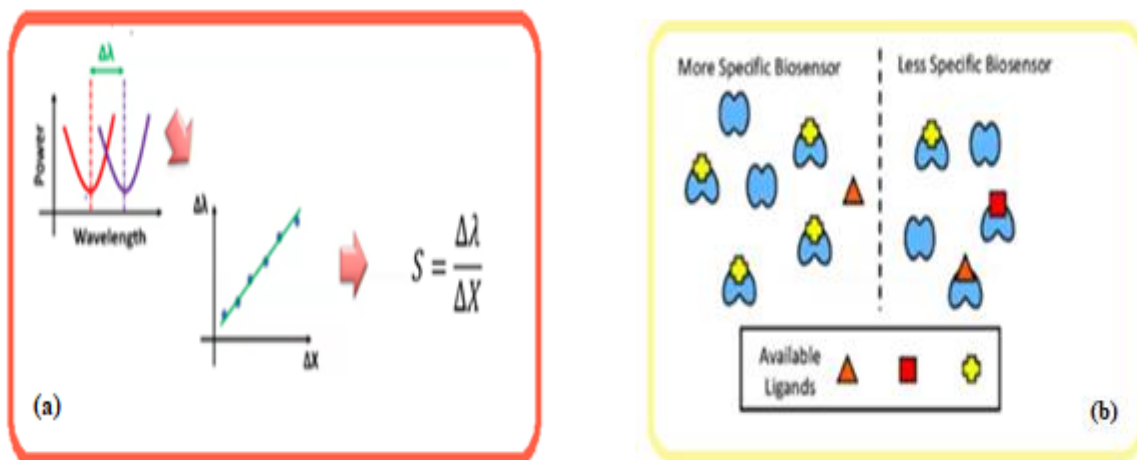 Δλ
Power
Wavelength
Δλ
ΔX
S = Δλ/ΔX
(a)
More Specific Biosensor
Less Specific Biosensor
Available
Ligands
(b)